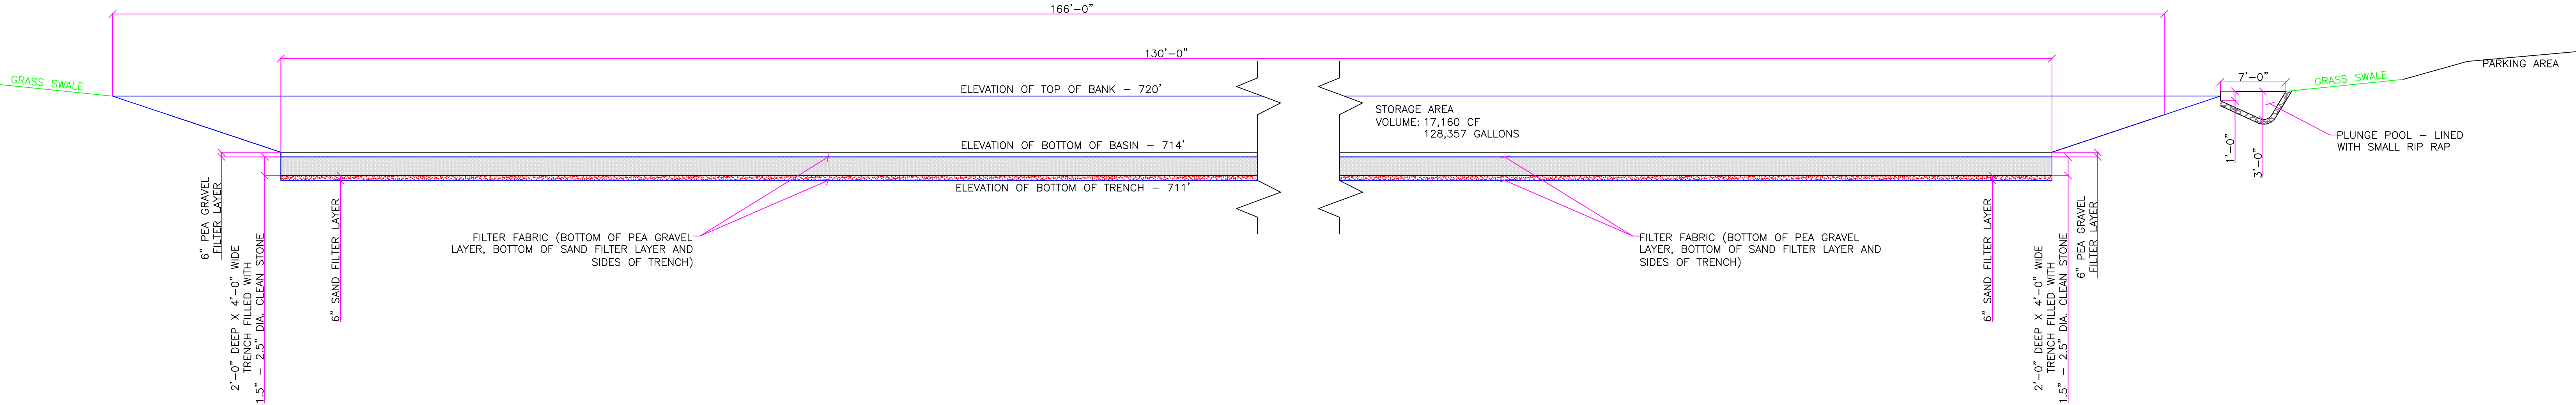 166'-0"
130'-0"
GRASS SWALE
ELEVATION OF TOP OF BANK - 720'
STORAGE AREA
VOLUME: 17,160 CF
128,357 GALLONS
7'-0"
GRASS SWALE
PARKING AREA
ELEVATION OF BOTTOM OF BASIN - 714'
ELEVATION OF BOTTOM OF TRENCH - 711'
1'-0"
3'-0"
PLUNGE POOL - LINED
WITH SMALL RIP RAP
6" PEA GRAVEL
FILTER LAYER
2'-0" DEEP X 4'-0" WIDE
TRENCH FILLED WITH
1.5" - 2.5" DIA. CLEAN STONE
6" SAND FILTER LAYER
FILTER FABRIC (BOTTOM OF PEA GRAVEL
LAYER, BOTTOM OF SAND FILTER LAYER AND
SIDES OF TRENCH)
FILTER FABRIC (BOTTOM OF PEA GRAVEL
LAYER, BOTTOM OF SAND FILTER LAYER AND
SIDES OF TRENCH)
6" SAND FILTER LAYER
2'-0" DEEP X 4'-0" WIDE
TRENCH FILLED WITH
1.5" - 2.5" DIA. CLEAN STONE
6" PEA GRAVEL
FILTER LAYER